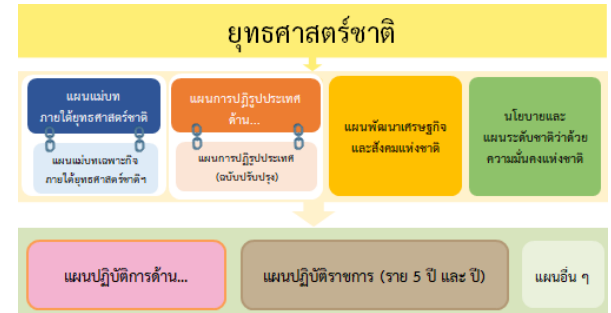 ยุทธศาสตร์ชาติ
แผนแม่บท
ภายใต้ยุทธศาสตร์ชาติ
แผนแม่บทเฉพาะกิจ
ภายใต้ยุทธศาสตร์ชาติฯ
แผนการปฏิรูปประเทศ
ด้าน...
แผนการปฏิรูปประเทศ
(ฉบับปรับปรุง)
แผนพัฒนาเศรษฐกิจ
และสังคมแห่งชาติ
นโยบายและ
แผนระดับชาติว่าด้วย
ความมั่นคงแห่งชาติ
แผนปฏิบัติการด้าน...
แผนปฏิบัติราชการ (ราย 5 ปี และ ปี)
แผนอื่น ๆ